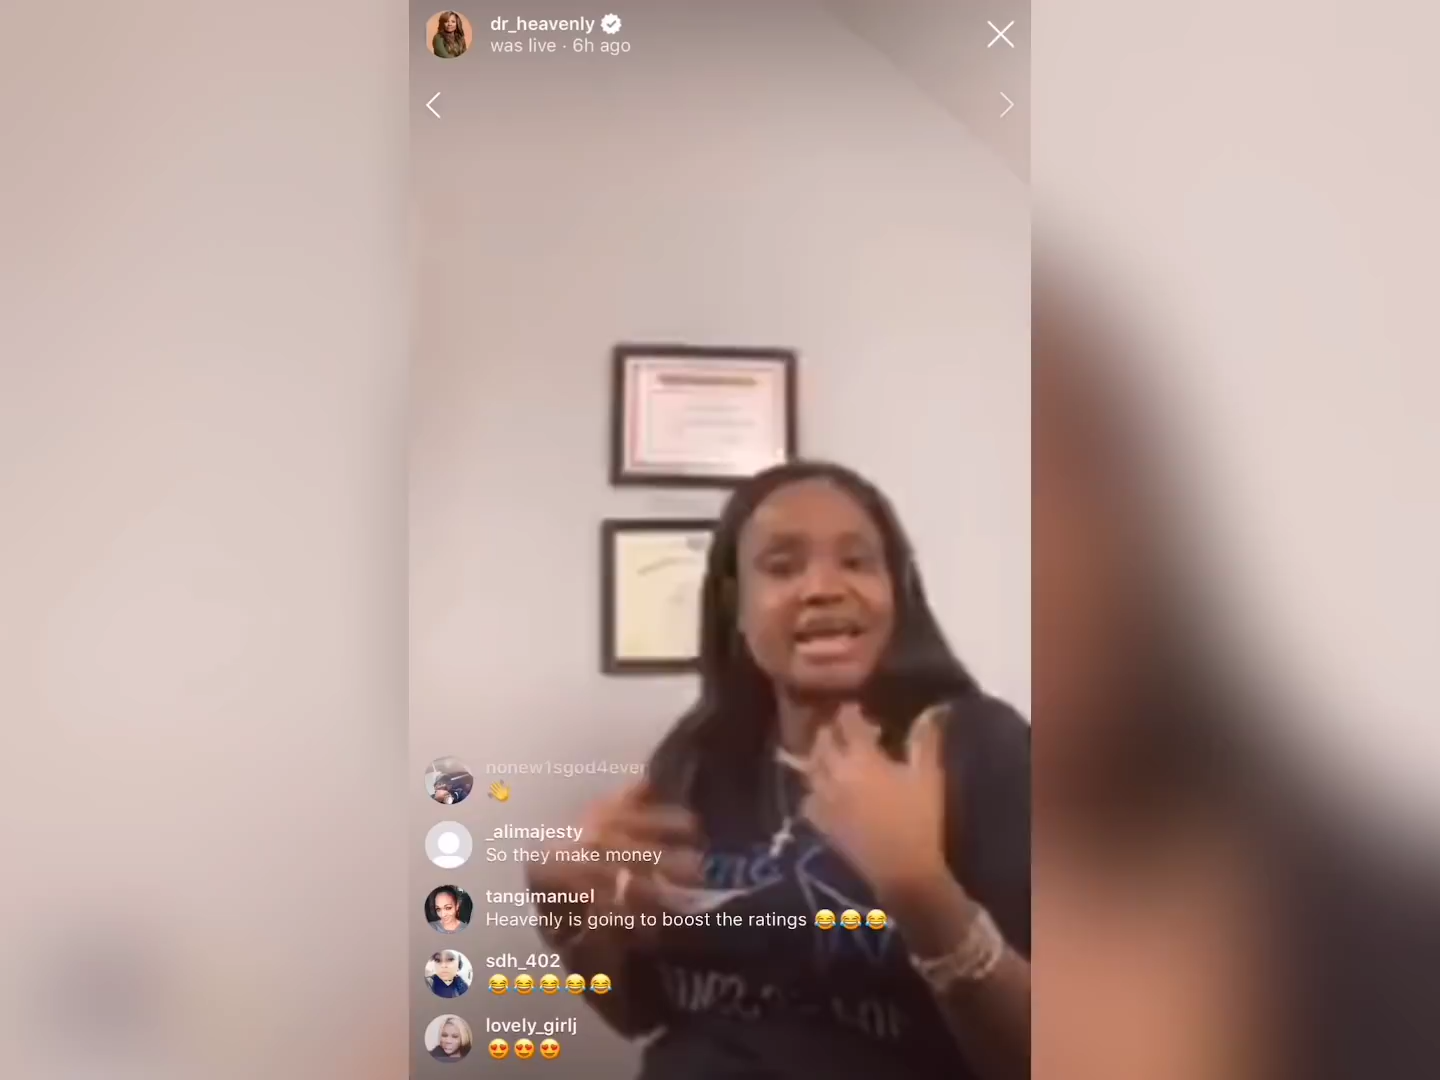 dr_heavenly
was live · 6h ago
nonew1sgod4ever
👋
_alimajesty
So they make money
tangimanuel
Heavenly is going to boost the ratings 😂😂😂
sdh_402
😂😂😂😂😂
lovely_girlj
😍😍😍